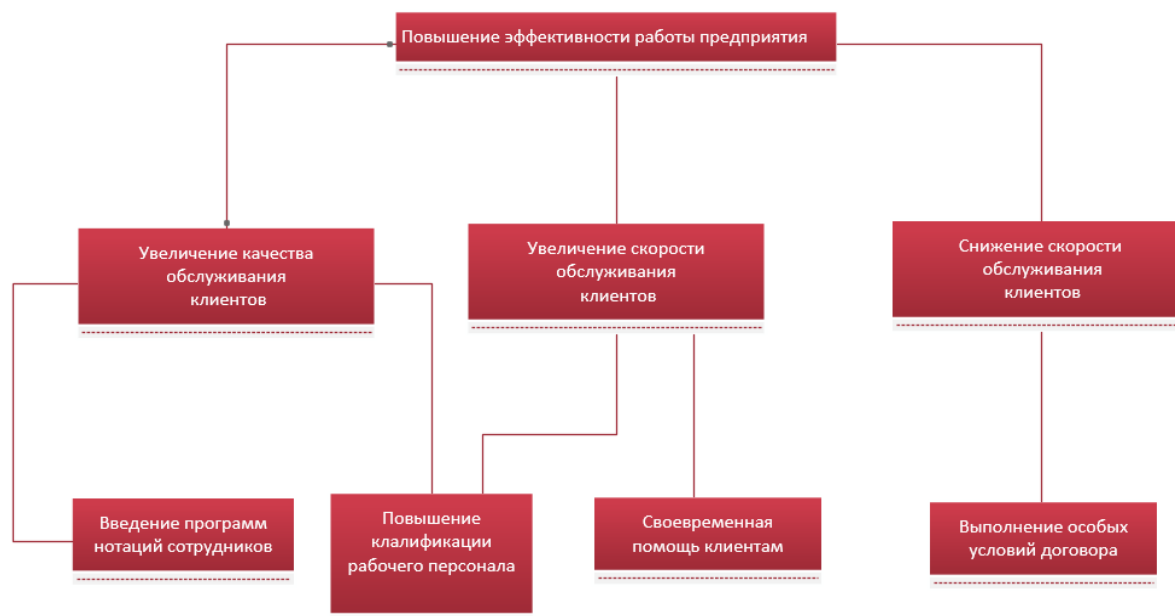 Повышение эффективности работы предприятия
Увеличение качества
обслуживания
клиентов
Увеличение скорости
обслуживания
клиентов
Снижение скорости
обслуживания
клиентов
Введение программ
нотаций сотрудников
Повышение
клалификации
рабочего персонала
Своевременная
помощь клиентам
Выполнение особых
условий договора